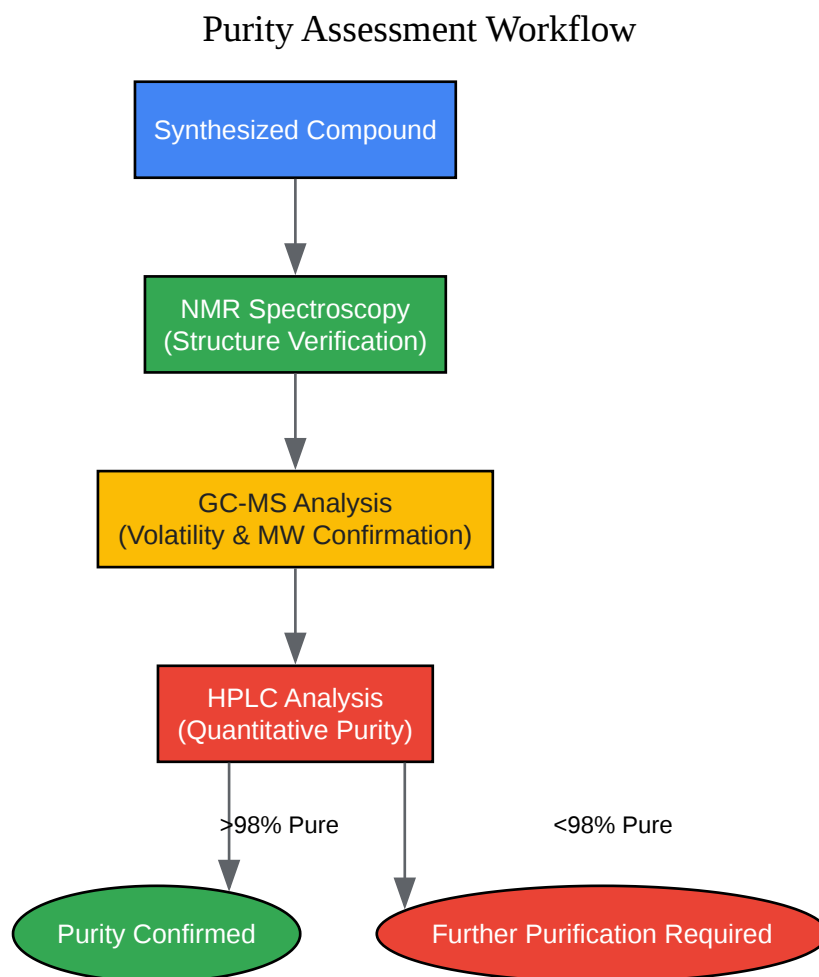 Purity Assessment Workflow
Synthesized Compound
NMR Spectroscopy
(Structure Verification)
GC-MS Analysis
(Volatility & MW Confirmation)
HPLC Analysis
(Quantitative Purity)
>98% Pure
<98% Pure
Purity Confirmed
Further Purification Required